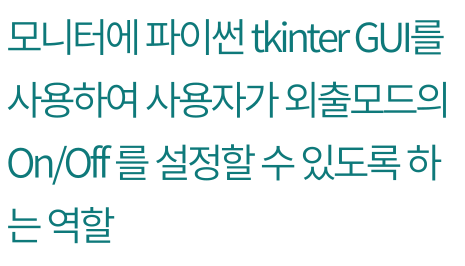 모니터에 파이썬 tkinter GUI를
사용하여 사용자가 외출모드의
On/Off 를 설정할 수 있도록 하
는 역할